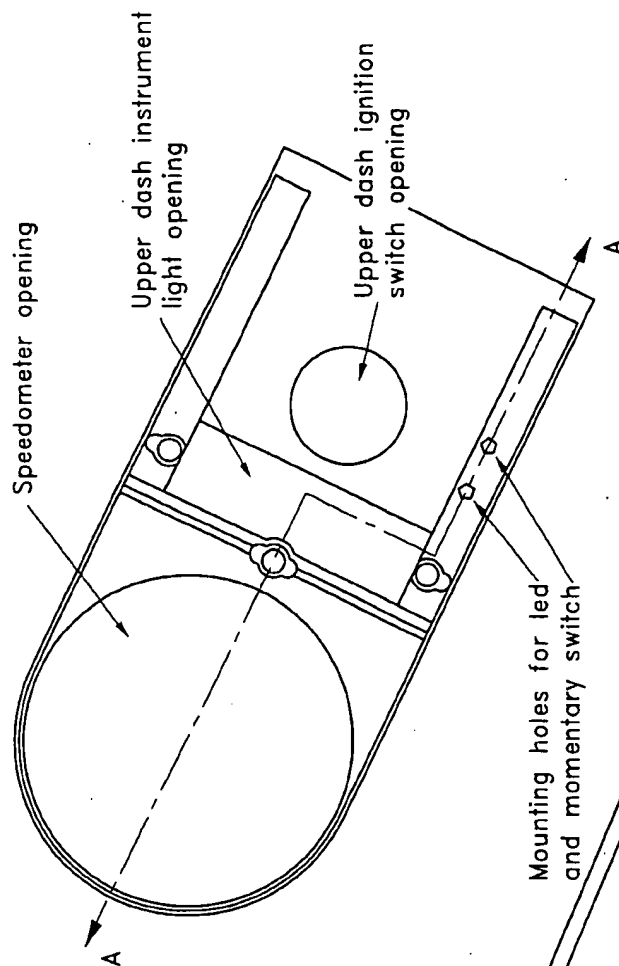 Speedometer opening
Upper dash instrument
light opening
Upper dash ignition
switch opening
Mounting holes for led
and momentary switch
A
A